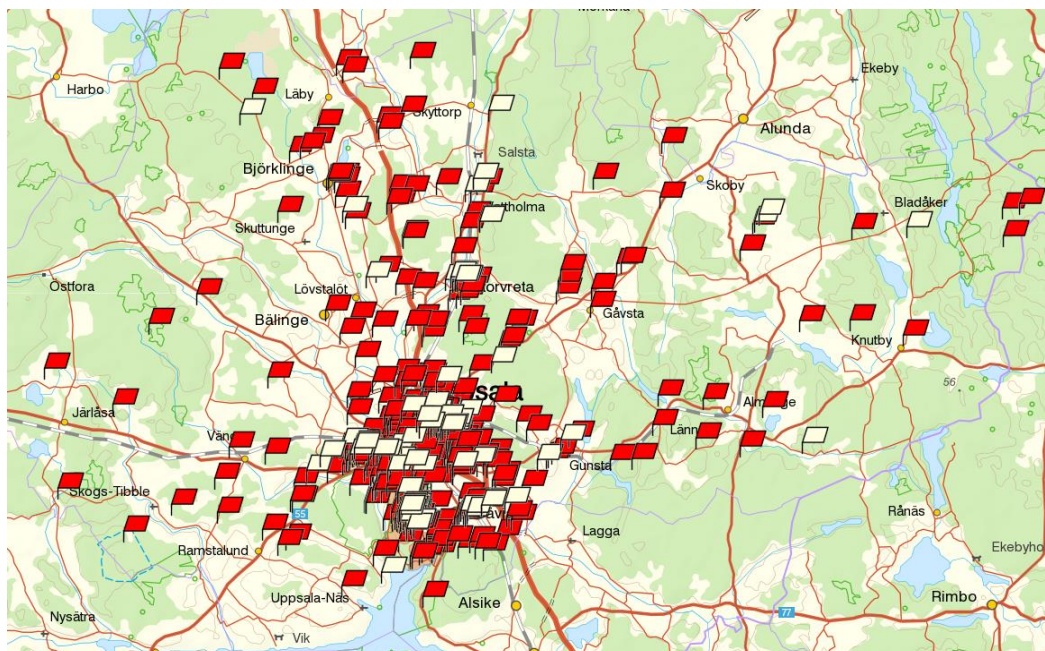 Harbo
Läby
Skyttorp
Ekeby
Alunda
Salsta
Björklinge
Skoby
Bladåker
Skuttunge
Östfora
Lövstalöt
Bälinge
Gåvsta
Knutby
56
Järlåsa
Gunsta
Skogs-Tibble
55
Rånäs
Lagga
Ramstalund
Ekebyho
Uppsala-Näs
Alsike
Rimbo
Nysätra
77
Vik